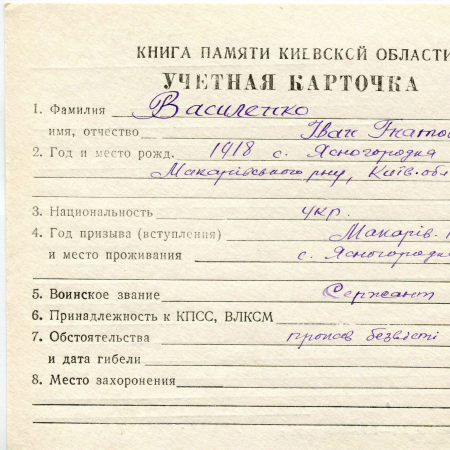 КНИГА ПАМЯТИ КИЕВСКОЙ ОБЛАСТИ
УЧЕТНАЯ КАРТОЧКА
1. Фамилия Василенко
имя, отчество Іван Гнатов
2. Год и место рожд. 1918 с. Ясногородка
Макарівського р-ну, Київ. обл
3. Национальность укр.
4. Год призыва (вступления) Макарів.
и место проживания с. Ясногородка
5. Воинское звание Сержант
6. Принадлежность к КПСС, ВЛКСМ
7. Обстоятельства пропав безвісті
и дата гибели
8. Место захоронения